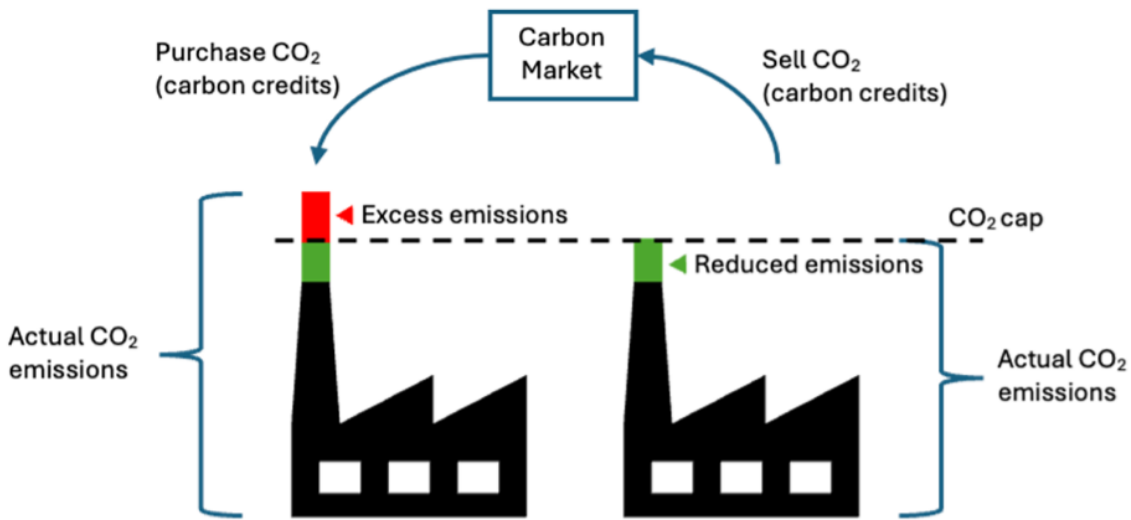 Purchase CO₂
(carbon credits)
Carbon
Market
Sell CO₂
(carbon credits)
Excess emissions
CO₂ cap
Reduced emissions
Actual CO₂
emissions
Actual CO₂
emissions